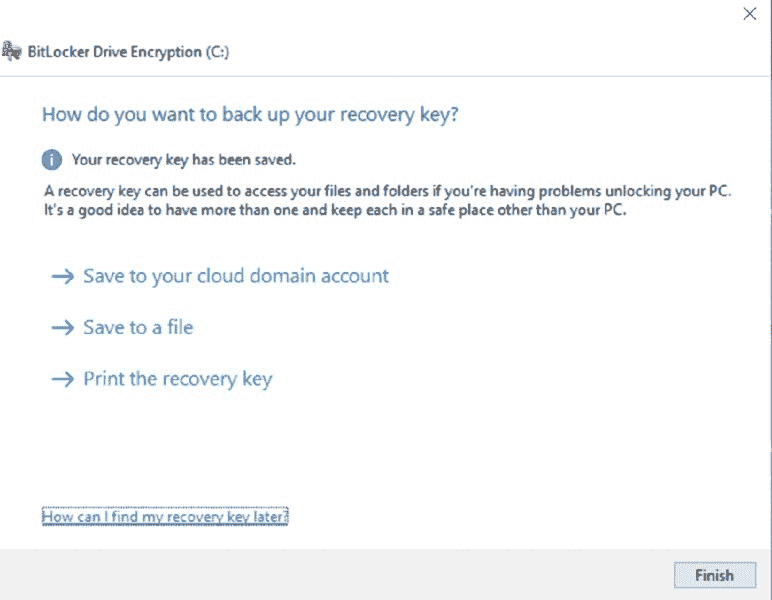 BitLocker Drive Encryption (C:)
How do you want to back up your recovery key?
Your recovery key has been saved.
A recovery key can be used to access your files and folders if you're having problems unlocking your PC.
It's a good idea to have more than one and keep each in a safe place other than your PC.
Save to your cloud domain account
Save to a file
Print the recovery key
How can I find my recovery key later?
Finish